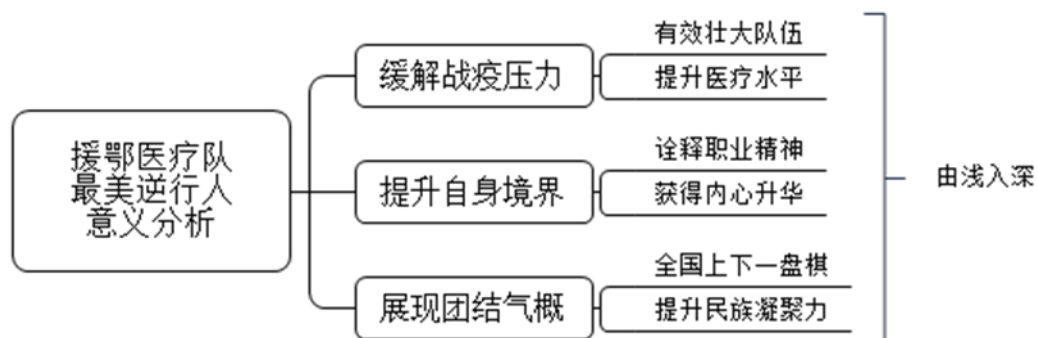 援鄂医疗队
最美逆行人
意义分析
缓解战疫压力
有效壮大队伍
提升医疗水平
提升自身境界
诠释职业精神
获得内心升华
展现团结气概
全国上下一盘棋
提升民族凝聚力
由浅入深